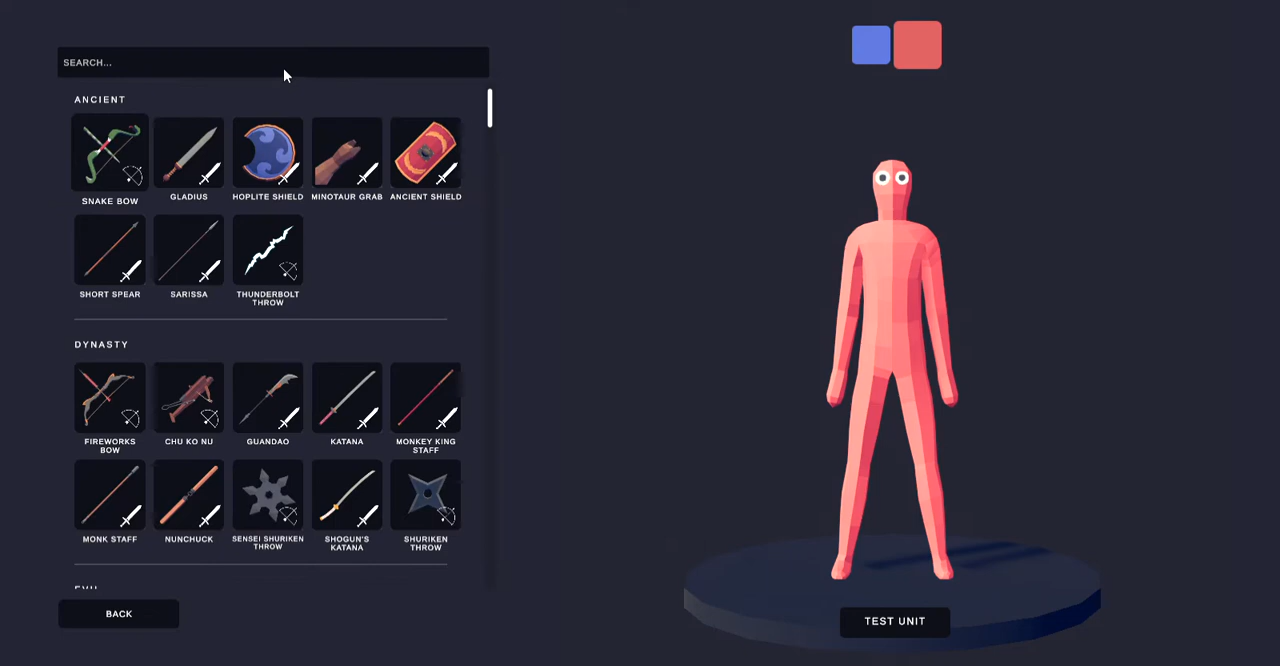 SEARCH...
ANCIENT
SNAKE BOW
GLADIUS
HOPLITE SHIELD
MINOTAUR GRAB
ANCIENT SHIELD
SHORT SPEAR
SARISSA
THUNDERBOLT
THROW
DYNASTY
FIREWORKS
BOW
CHU KO NU
GUANDAO
KATANA
MONKEY KING
STAFF
MONK STAFF
NUNCHUCK
SENSEI SHURIKEN
THROW
SHOGUN'S
KATANA
SHURIKEN
THROW
EVIL
BACK
TEST UNIT